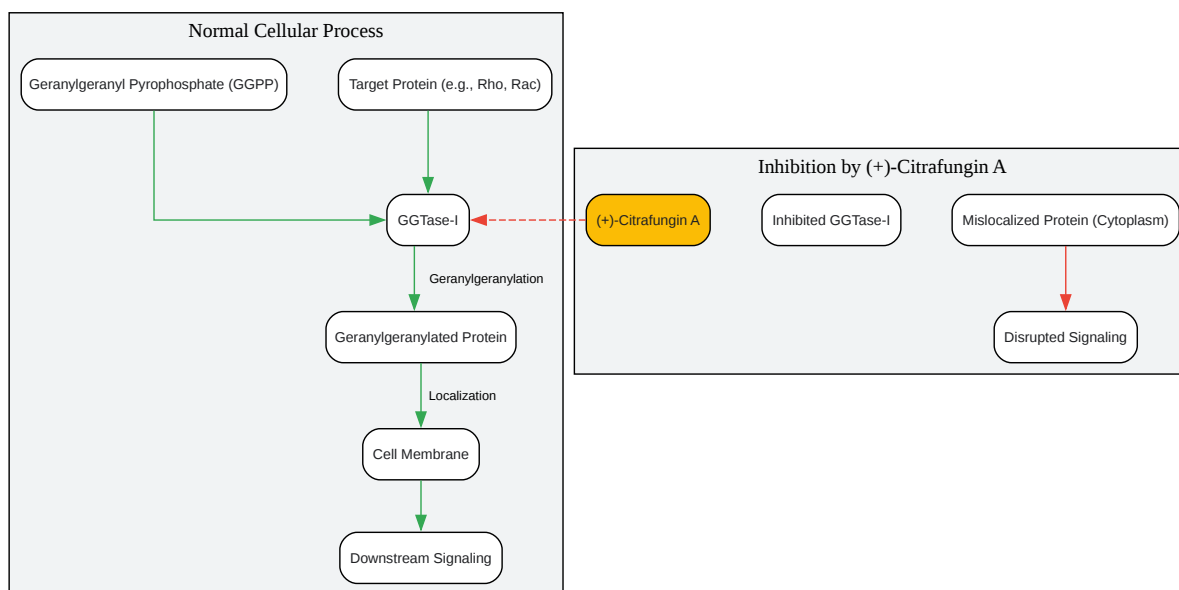 Normal Cellular Process
Geranylgeranyl Pyrophosphate (GGPP)
Target Protein (e.g., Rho, Rac)
GGTase-I
Geranylgeranylation
Geranylgeranylated Protein
Localization
Cell Membrane
Downstream Signaling
Inhibition by (+)-Citrafungin A
(+)-Citrafungin A
Inhibited GGTase-I
Mislocalized Protein (Cytoplasm)
Disrupted Signaling